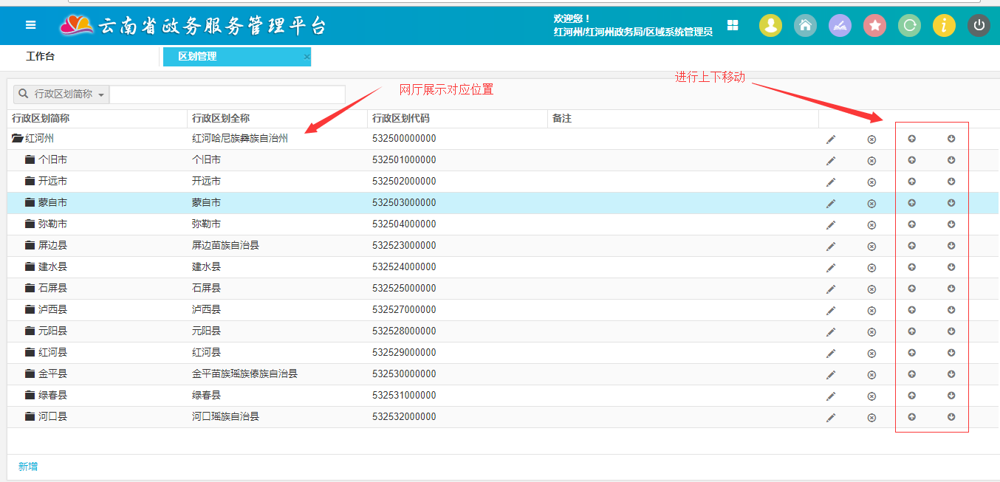 云南省政务服务管理平台
欢迎您！
红河州/红河州政务局/区域系统管理员
工作台 区划管理 ×
进行上下移动
行政区划简称 网厅展示对应位置
行政区划简称 行政区划全称 行政区划代码 备注
红河州 红河哈尼族彝族自治州 532500000000
个旧市 个旧市 532501000000
开远市 开远市 532502000000
蒙自市 蒙自市 532503000000
弥勒市 弥勒市 532504000000
屏边县 屏边苗族自治县 532523000000
建水县 建水县 532524000000
石屏县 石屏县 532525000000
泸西县 泸西县 532527000000
元阳县 元阳县 532528000000
红河县 红河县 532529000000
金平县 金平苗族瑶族傣族自治县 532530000000
绿春县 绿春县 532531000000
河口县 河口瑶族自治县 532532000000
新增